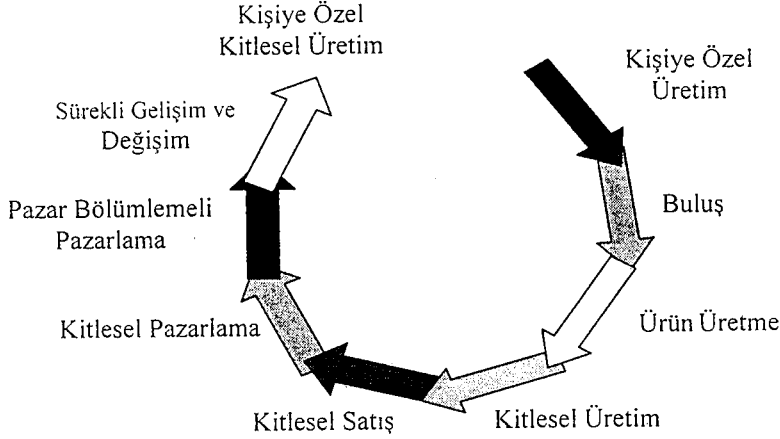 Kişiye Özel
Kitlesel Üretim
Kişiye Özel
Üretim
Sürekli Gelişim ve
Değişim
Buluş
Pazar Bölümlemeli
Pazarlama
Ürün Üretme
Kitlesel Pazarlama
Kitlesel Satış
Kitlesel Üretim